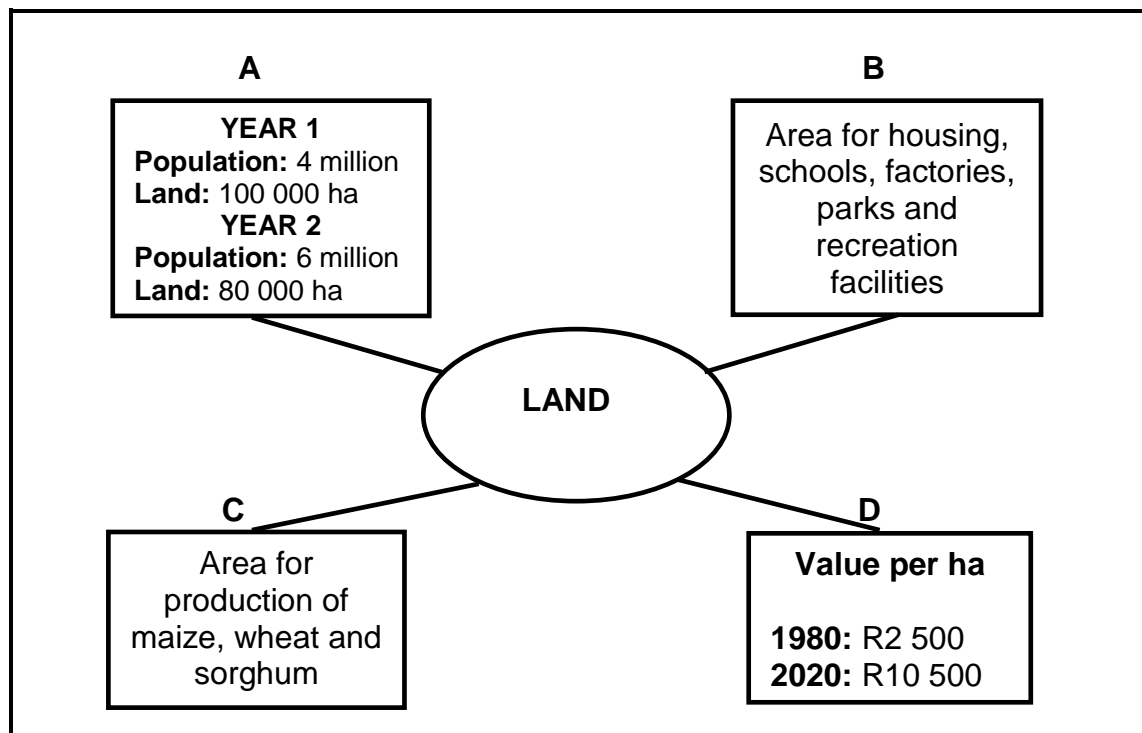 A
YEAR 1
Population: 4 million
Land: 100 000 ha
YEAR 2
Population: 6 million
Land: 80 000 ha
B
Area for housing,
schools, factories,
parks and
recreation
facilities
LAND
C
Area for
production of
maize, wheat and
sorghum
D
Value per ha
1980: R2 500
2020: R10 500